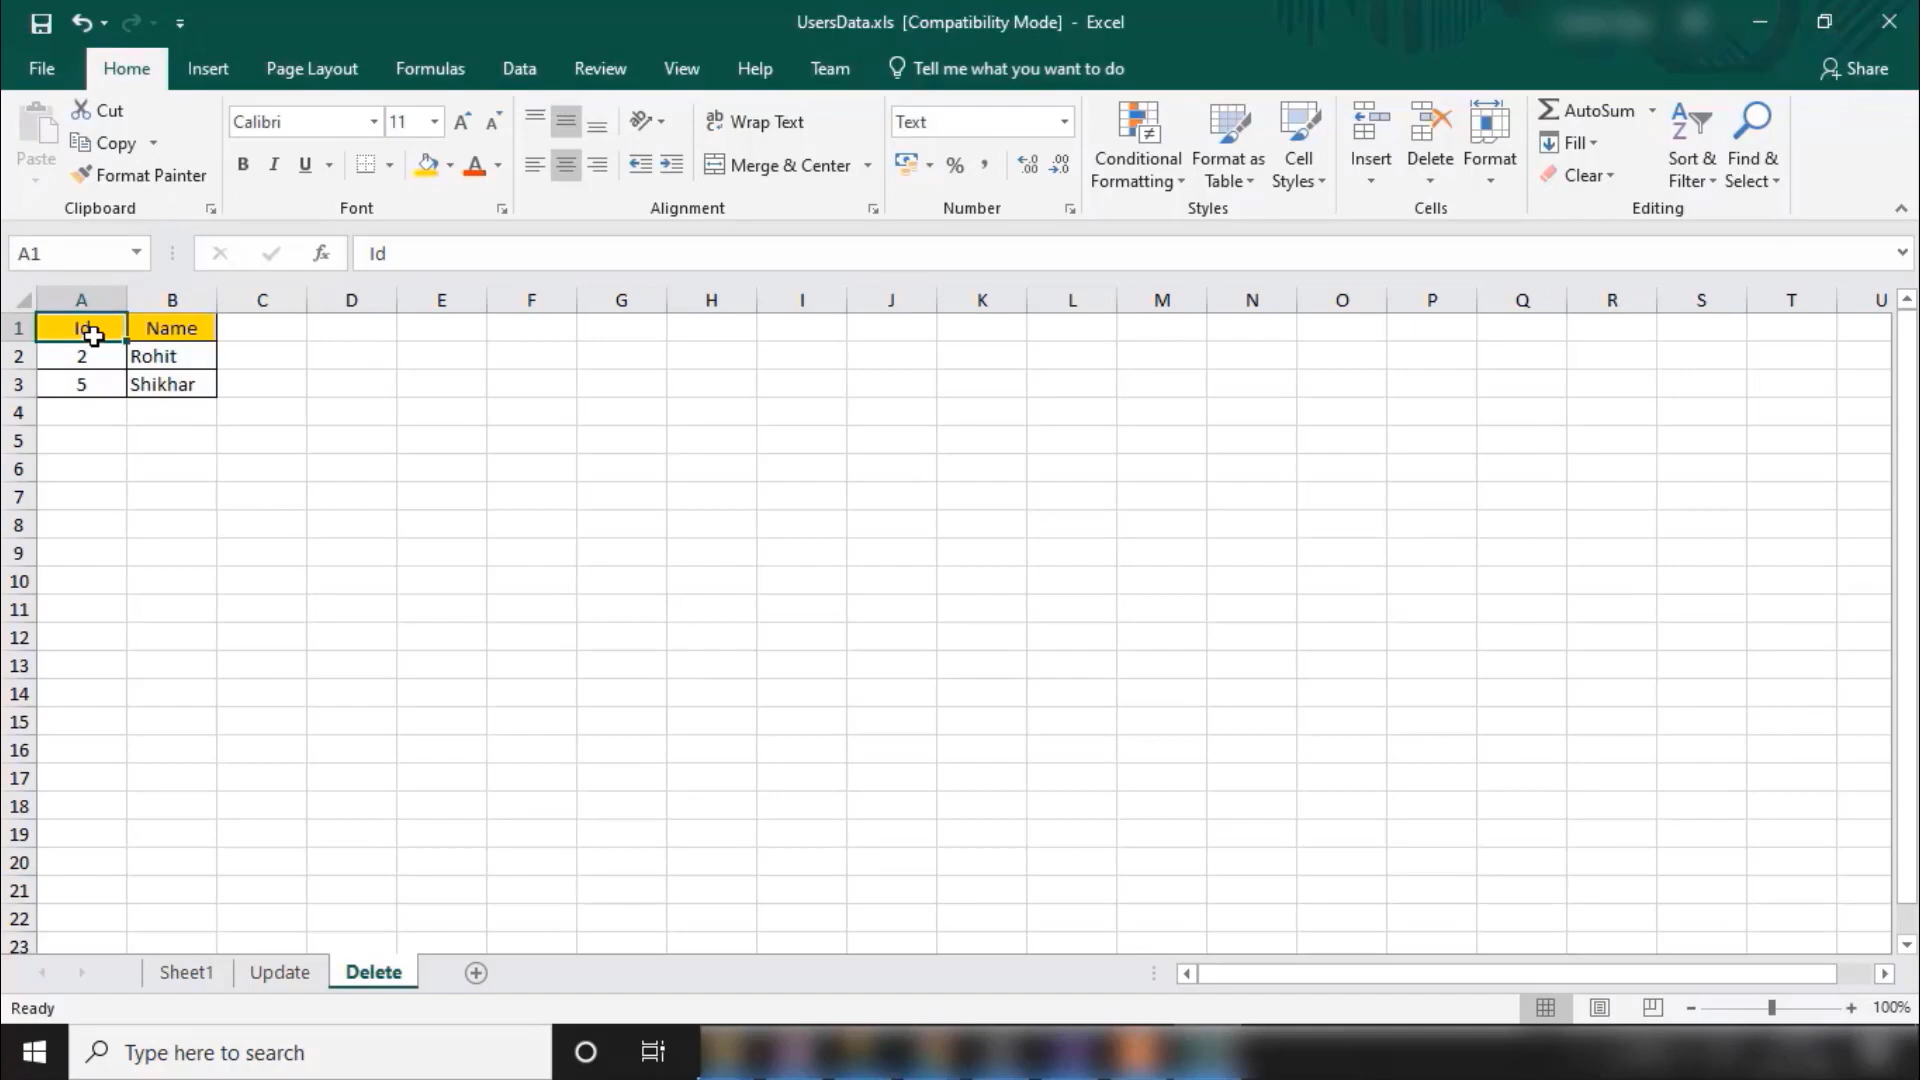 UsersData.xls [Compatibility Mode] - Excel
File Home Insert Page Layout Formulas Data Review View Help Team Tell me what you want to do Share
Paste Cut Copy Format Painter Clipboard
Calibri 11 B I U A Font
ab Wrap Text Merge & Center Alignment
Text % , .00 .00 Number
Conditional Formatting Format as Table Cell Styles Styles
Insert Delete Format Cells
AutoSum Fill Clear Sort & Filter Find & Select Editing
A1 fx Id
A B C D E F G H I J K L M N O P Q R S T U
1 Id Name
2 2 Rohit
3 5 Shikhar
4
5
6
7
8
9
10
11
12
13
14
15
16
17
18
19
20
21
22
23
Sheet1 Update Delete
Ready 100%
Type here to search